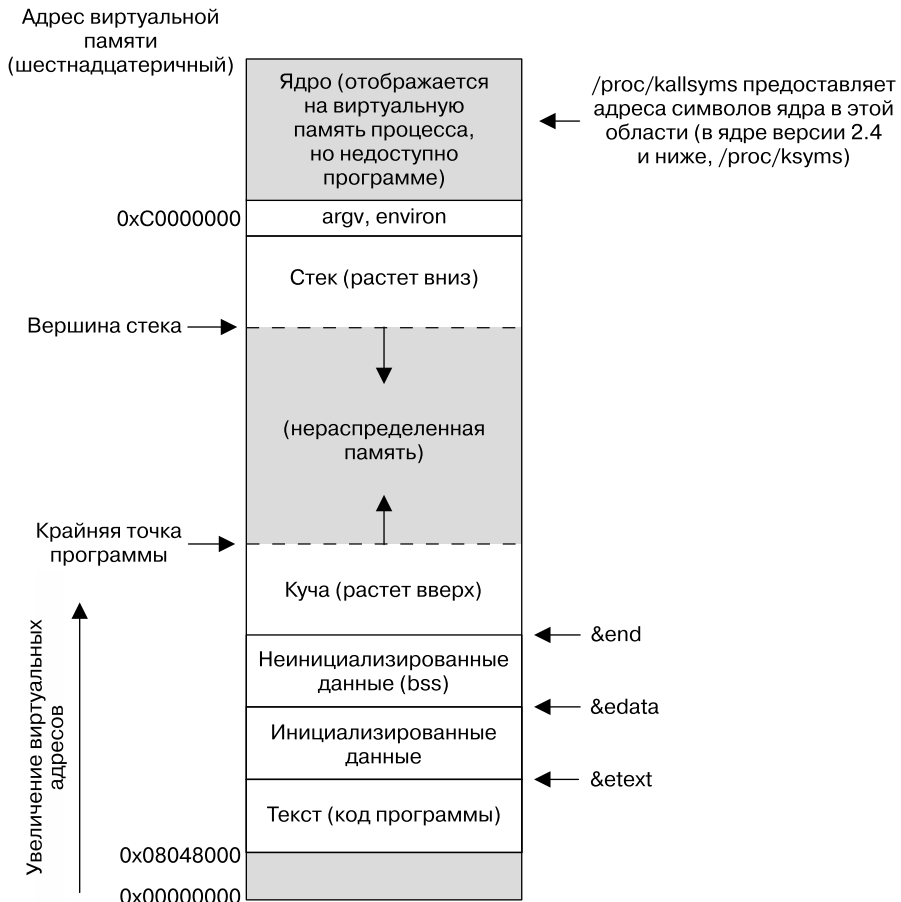 Адрес виртуальной
памяти
(шестнадцатеричный)
Ядро (отображается
на виртуальную
память процесса,
но недоступно
программе)
/proc/kallsyms предоставляет
адреса символов ядра в этой
области (в ядре версии 2.4
и ниже, /proc/ksyms)
0xC0000000
argv, environ
Стек (растет вниз)
Вершина стека
(нераспределенная
память)
Крайняя точка
программы
Куча (растет вверх)
&end
Неинициализированные
данные (bss)
&edata
Инициализированные
данные
&etext
Текст (код программы)
0x08048000
0x00000000
Увеличение виртуальных
адресов